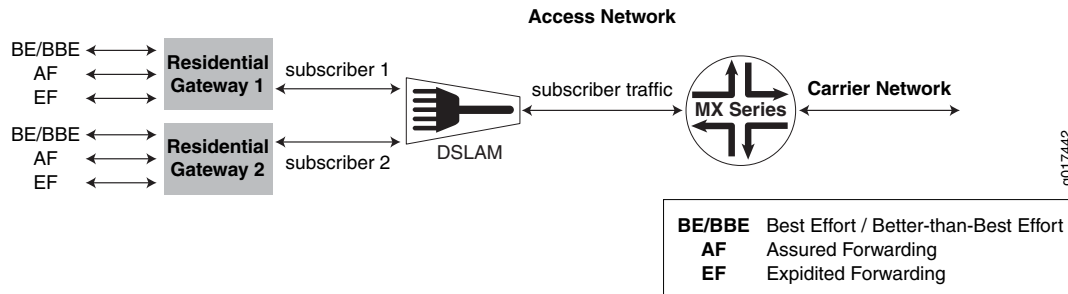 Access Network
BE/BBE
AF
EF
Residential
Gateway 1
subscriber 1
BE/BBE
AF
EF
Residential
Gateway 2
subscriber 2
DSLAM
subscriber traffic
MX Series
Carrier Network
g017442
BE/BBE Best Effort / Better-than-Best Effort
AF Assured Forwarding
EF Expidited Forwarding